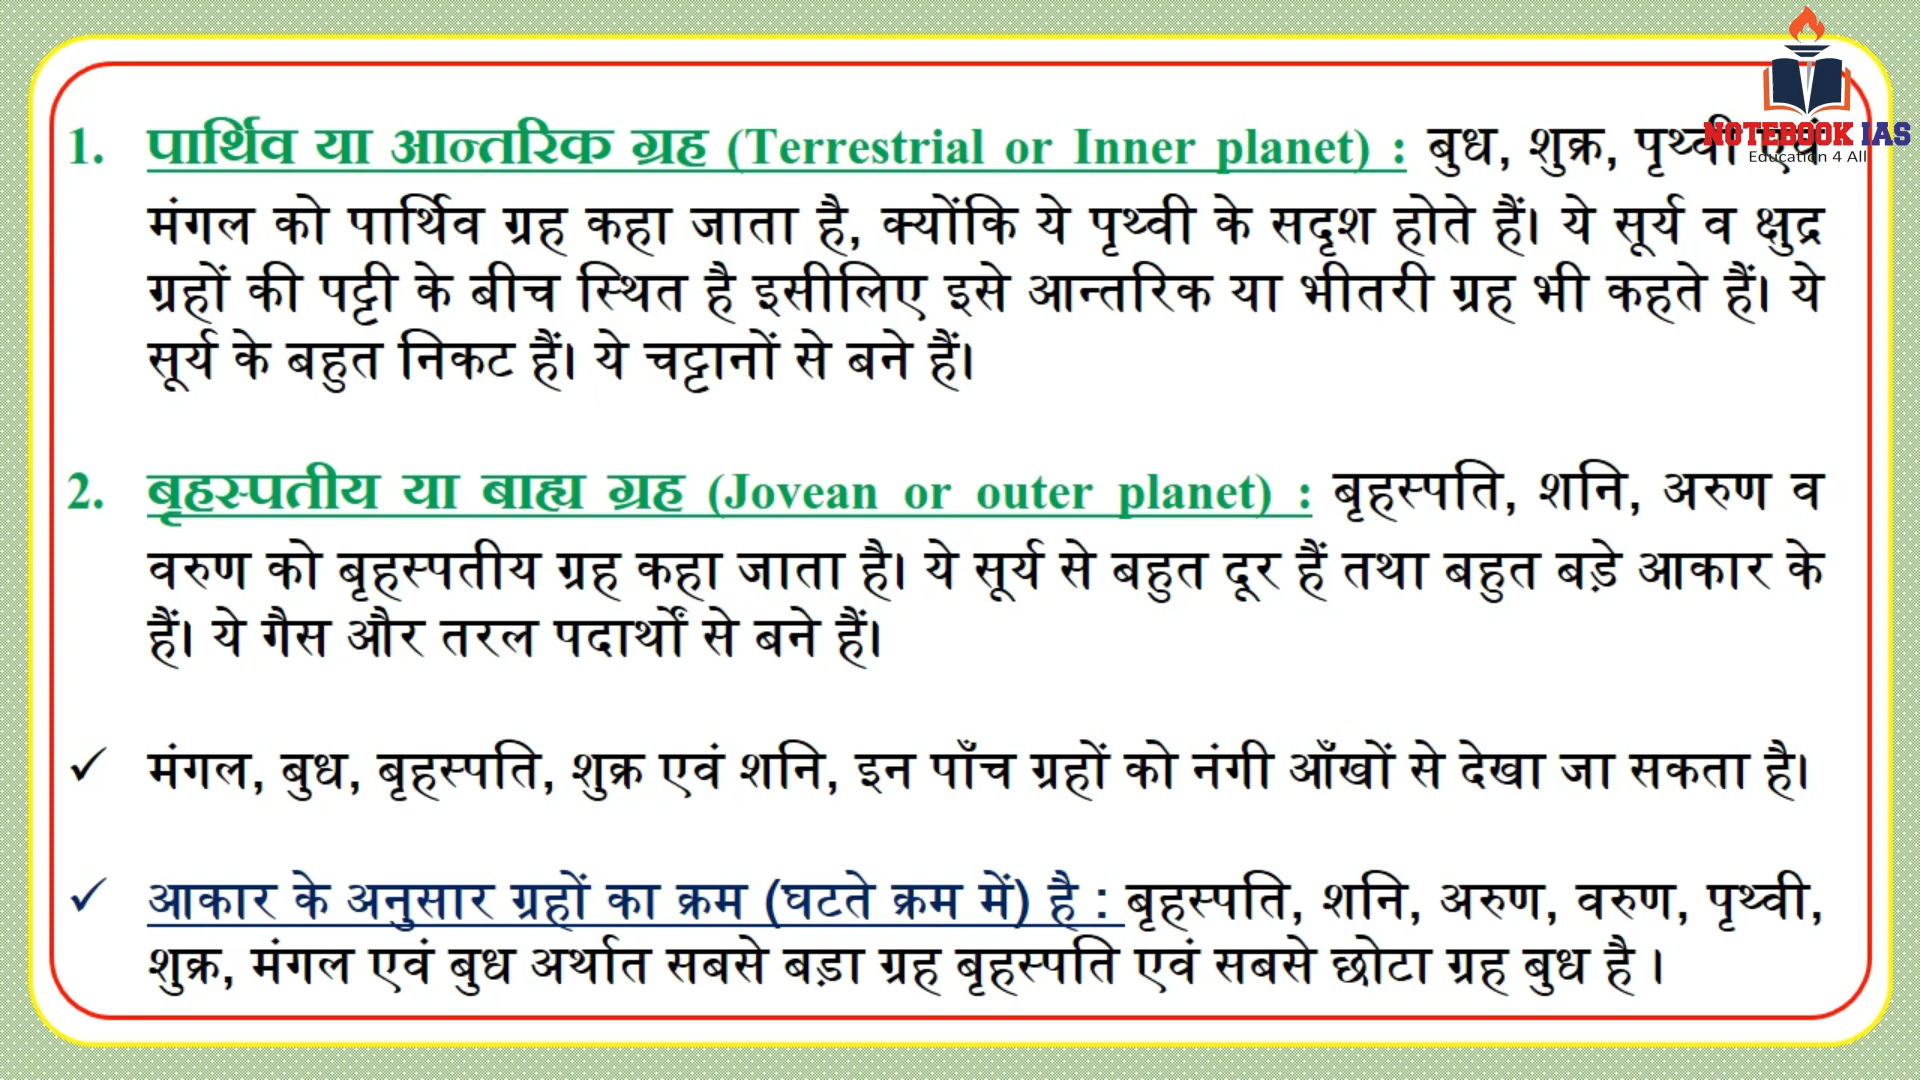 NOTEBOOK IAS
Education 4 All
1. पार्थिव या आन्तरिक ग्रह (Terrestrial or Inner planet) : बुध, शुक्र, पृथ्वी एवं
मंगल को पार्थिव ग्रह कहा जाता है, क्योंकि ये पृथ्वी के सदृश होते हैं। ये सूर्य व क्षुद्र
ग्रहों की पट्टी के बीच स्थित है इसीलिए इसे आन्तरिक या भीतरी ग्रह भी कहते हैं। ये
सूर्य के बहुत निकट हैं। ये चट्टानों से बने हैं।
2. बृहस्पतीय या बाह्य ग्रह (Jovean or outer planet) : बृहस्पति, शनि, अरुण व
वरुण को बृहस्पतीय ग्रह कहा जाता है। ये सूर्य से बहुत दूर हैं तथा बहुत बड़े आकार के
हैं। ये गैस और तरल पदार्थों से बने हैं।
✓ मंगल, बुध, बृहस्पति, शुक्र एवं शनि, इन पाँच ग्रहों को नंगी आँखों से देखा जा सकता है।
✓ आकार के अनुसार ग्रहों का क्रम (घटते क्रम में) है : बृहस्पति, शनि, अरुण, वरुण, पृथ्वी,
शुक्र, मंगल एवं बुध अर्थात सबसे बड़ा ग्रह बृहस्पति एवं सबसे छोटा ग्रह बुध है ।